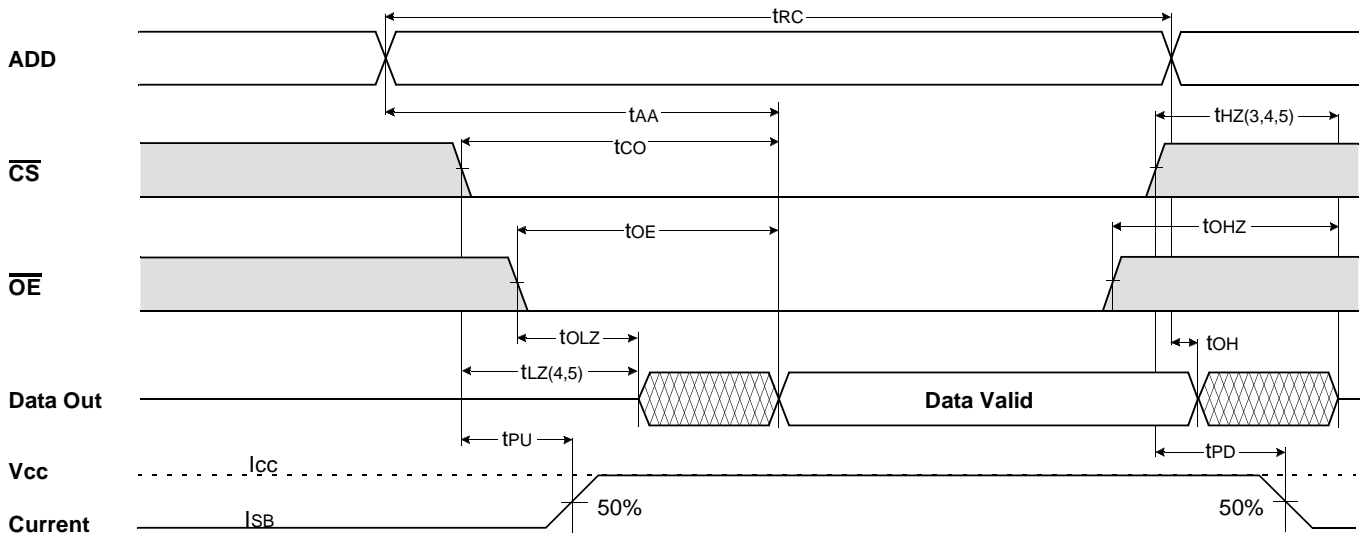 tRC
ADD
tAA
tHZ(3,4,5)
tCO
CS
tOE
tOHZ
OE
tOLZ
tOH
tLZ(4,5)
Data Out
Data Valid
tPU
tPD
Vcc
ICC
50%
50%
Current
ISB